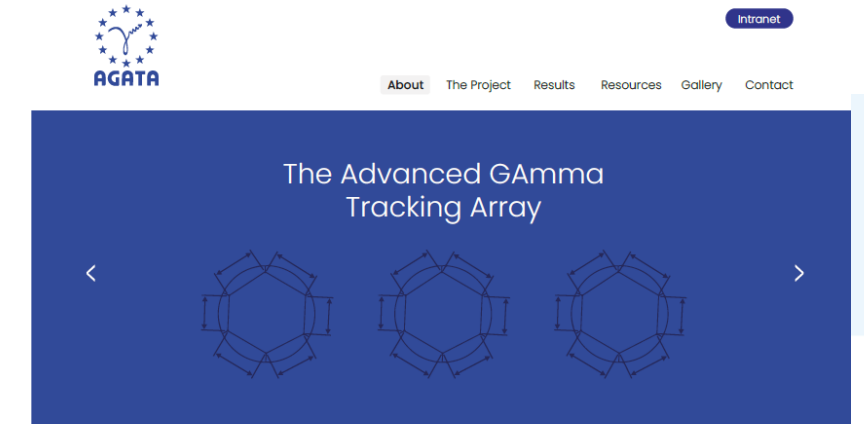 Intranet
AGATA
About The Project Results Resources Gallery Contact
The Advanced GAmma
Tracking Array